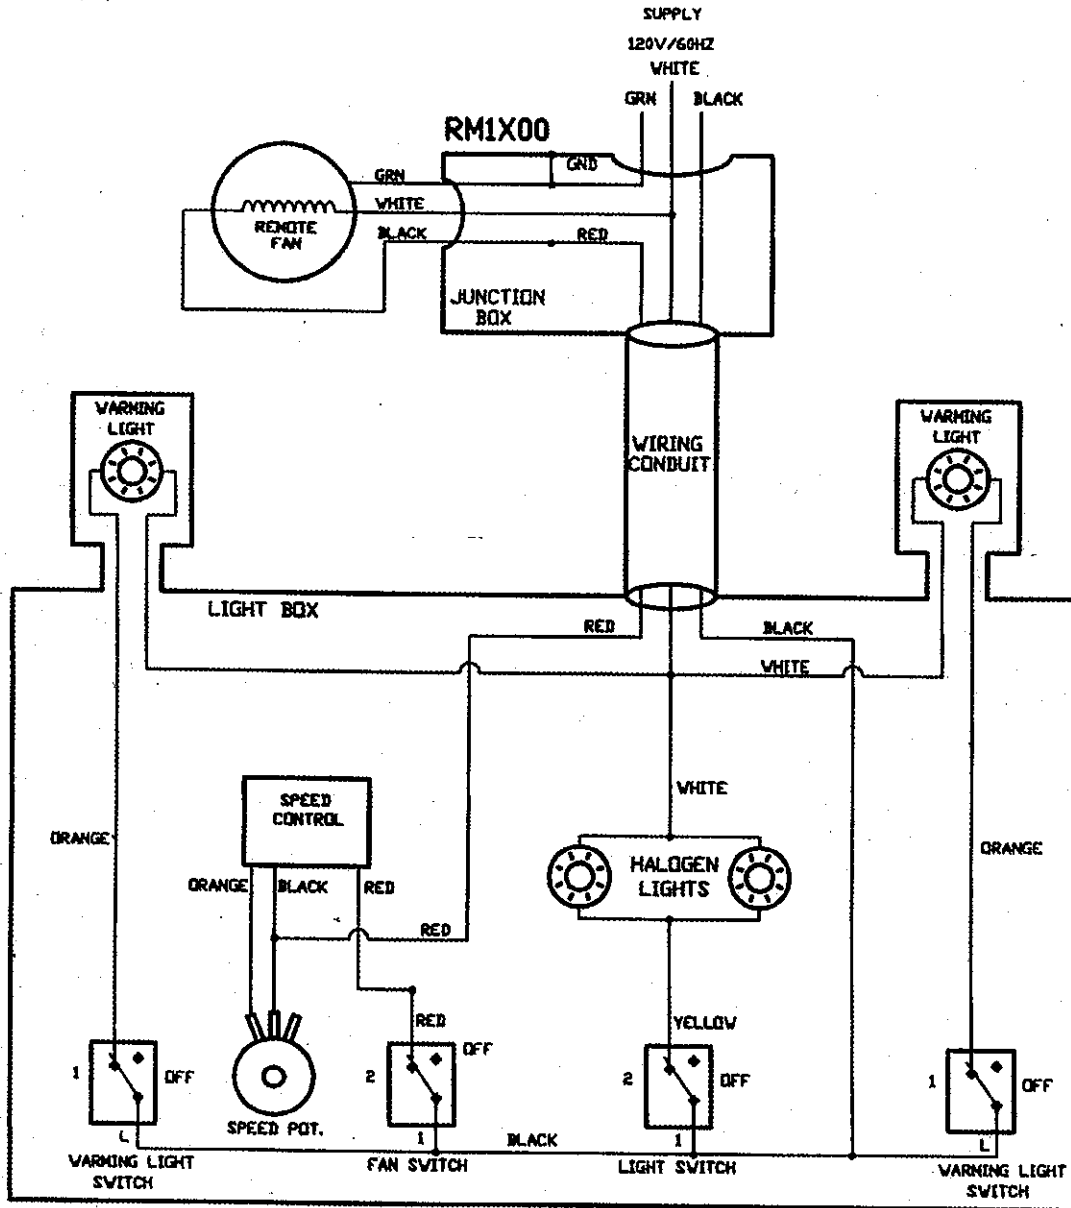 SUPPLY
120V/60HZ
WHITE
GRN
BLACK
RM1X00
GND
GRN
WHITE
REMOTE
FAN
BLACK
RED
JUNCTION
BOX
WARMING
LIGHT
WARMING
LIGHT
WIRING
CONDUIT
LIGHT BOX
RED
BLACK
WHITE
WHITE
SPEED
CONTROL
ORANGE
ORANGE
HALOGEN
LIGHTS
ORANGE
BLACK
RED
RED
RED
YELLOW
1
OFF
2
OFF
2
OFF
1
OFF
SPEED POT.
L
1
BLACK
1
L
WARMING LIGHT
SWITCH
FAN SWITCH
LIGHT SWITCH
WARMING LIGHT
SWITCH